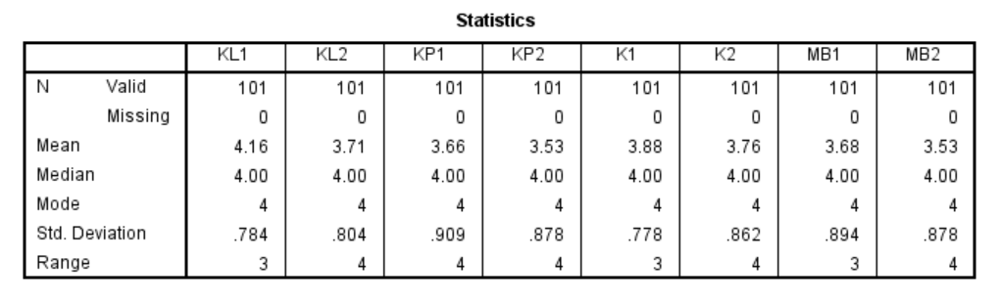 Statistics
KL1 KL2 KP1 KP2 K1 K2 MB1 MB2
N Valid 101 101 101 101 101 101 101 101
Missing 0 0 0 0 0 0 0 0
Mean 4.16 3.71 3.66 3.53 3.88 3.76 3.68 3.53
Median 4.00 4.00 4.00 4.00 4.00 4.00 4.00 4.00
Mode 4 4 4 4 4 4 4 4
Std. Deviation .784 .804 .909 .878 .778 .862 .894 .878
Range 3 4 4 4 3 4 3 4